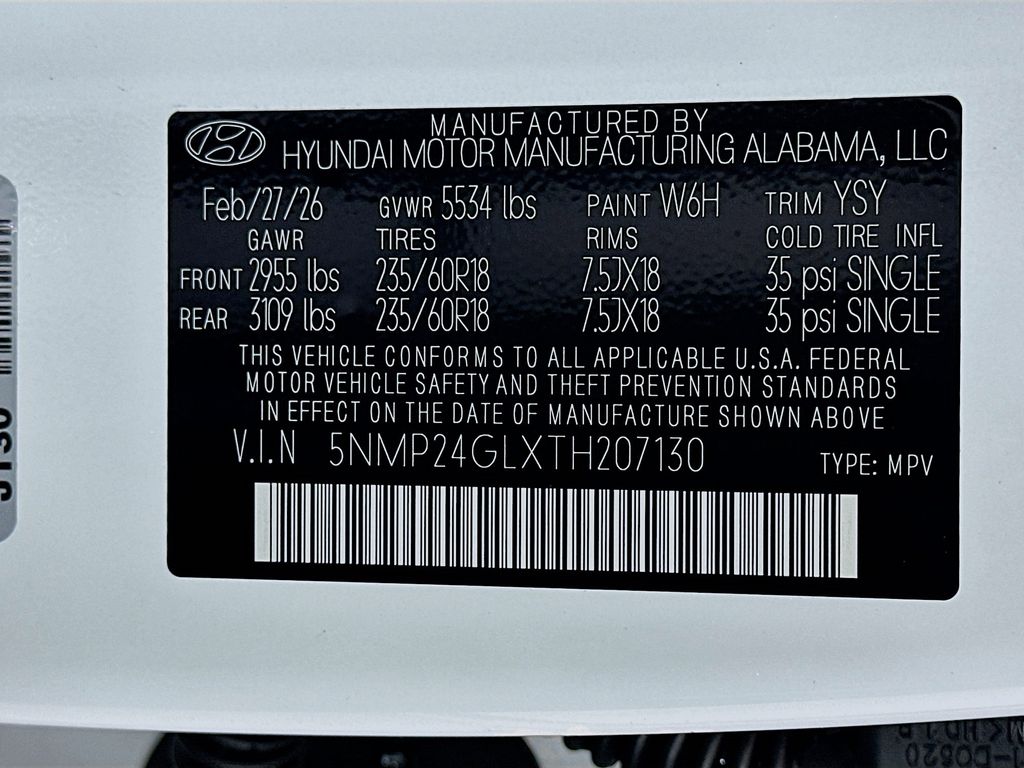 MANUFACTURED BY
HYUNDAI MOTOR MANUFACTURING ALABAMA, LLC
Feb/27/26 GVWR 5534 lbs PAINT W6H TRIM YSY
GAWR TIRES RIMS COLD TIRE INFL
FRONT 2955 lbs 235/60R18 7.5JX18 35 psi SINGLE
REAR 3109 lbs 235/60R18 7.5JX18 35 psi SINGLE
THIS VEHICLE CONFORMS TO ALL APPLICABLE U.S.A. FEDERAL
MOTOR VEHICLE SAFETY AND THEFT PREVENTION STANDARDS
IN EFFECT ON THE DATE OF MANUFACTURE SHOWN ABOVE
V.I.N 5NMP24GLXTH207130 TYPE: MPV